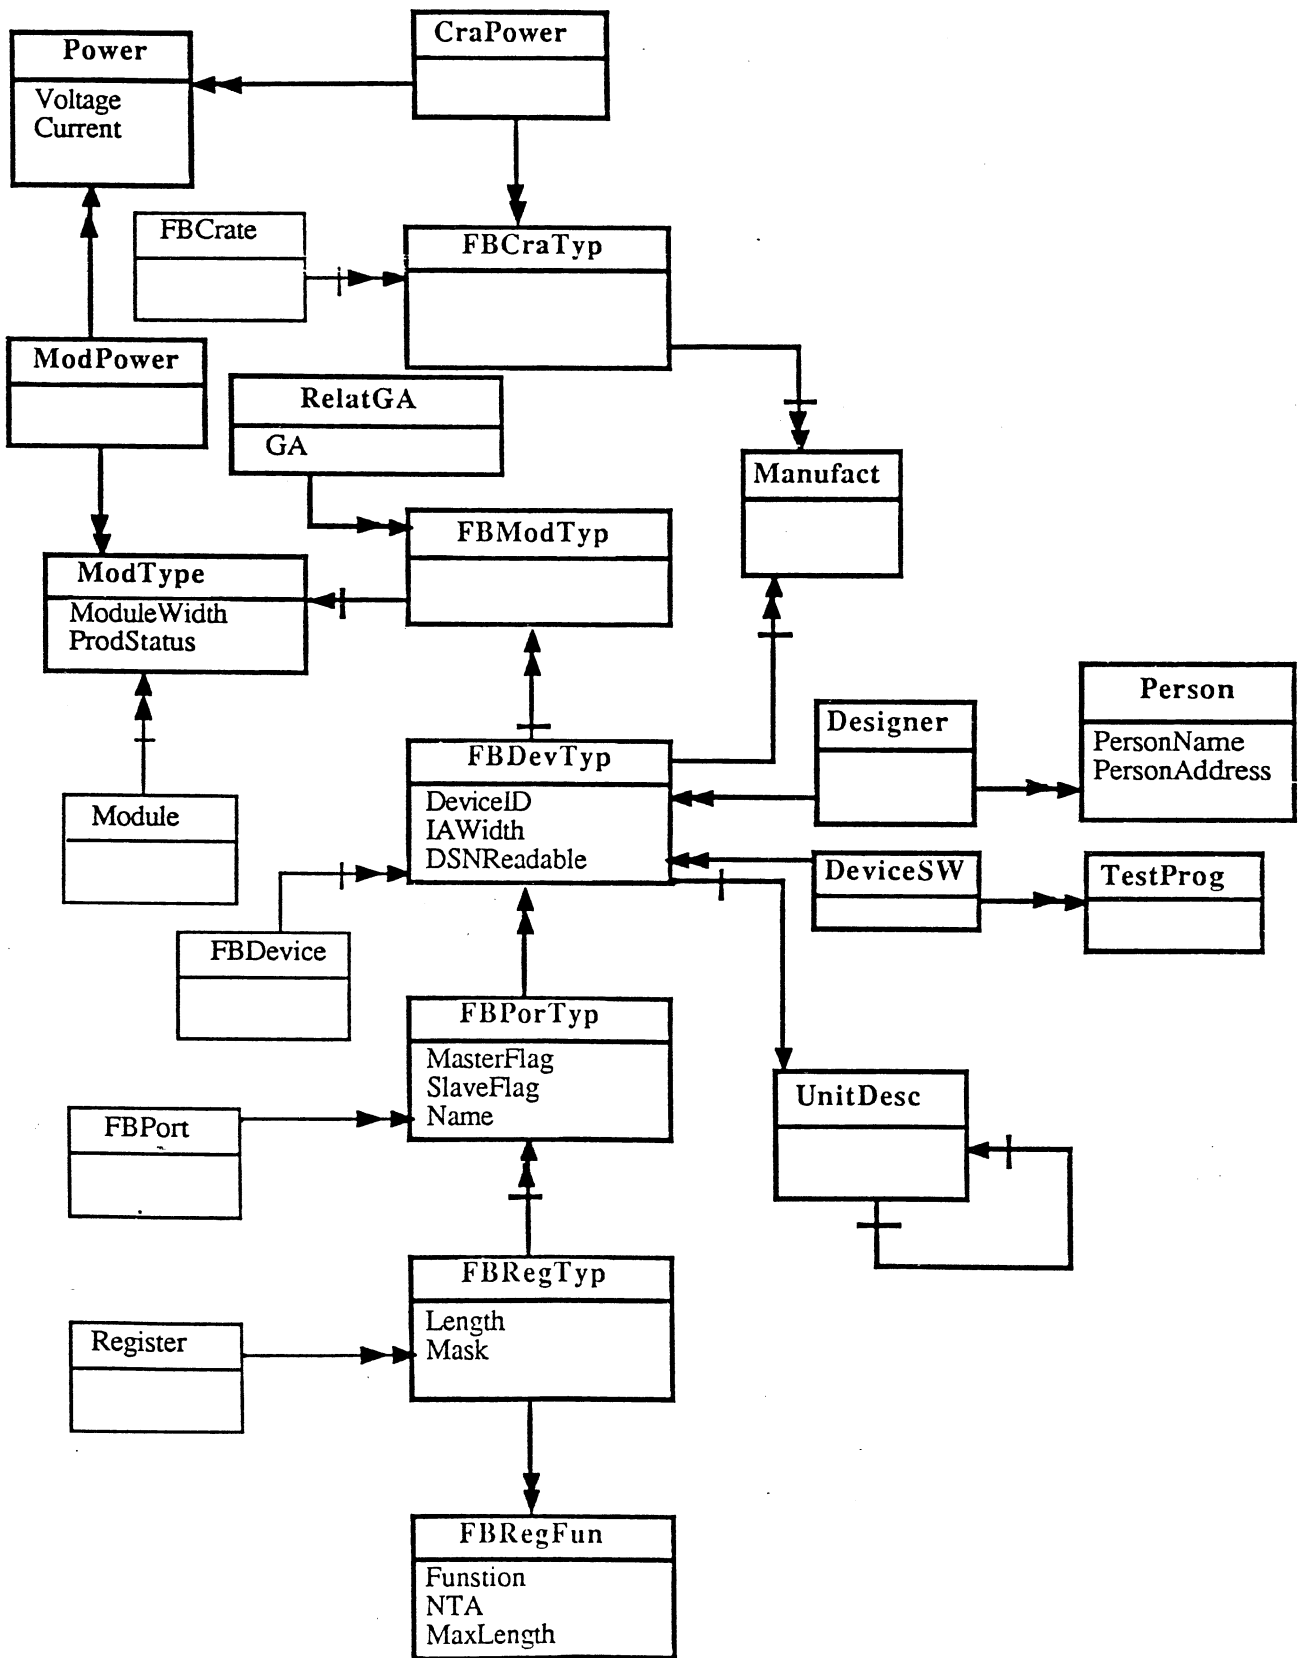 CraPower
Power
Voltage
Current
FBCrate
FBCraTyp
ModPower
RelatGA
GA
Manufact
FBModTyp
ModType
ModuleWidth
ProdStatus
Person
PersonName
PersonAddress
Designer
FBDevTyp
DeviceID
IAWidth
DSNReadable
Module
DeviceSW
TestProg
FBDevice
FBPorTyp
MasterFlag
SlaveFlag
Name
UnitDesc
FBPort
FBRegTyp
Length
Mask
Register
FBRegFun
Funstion
NTA
MaxLength